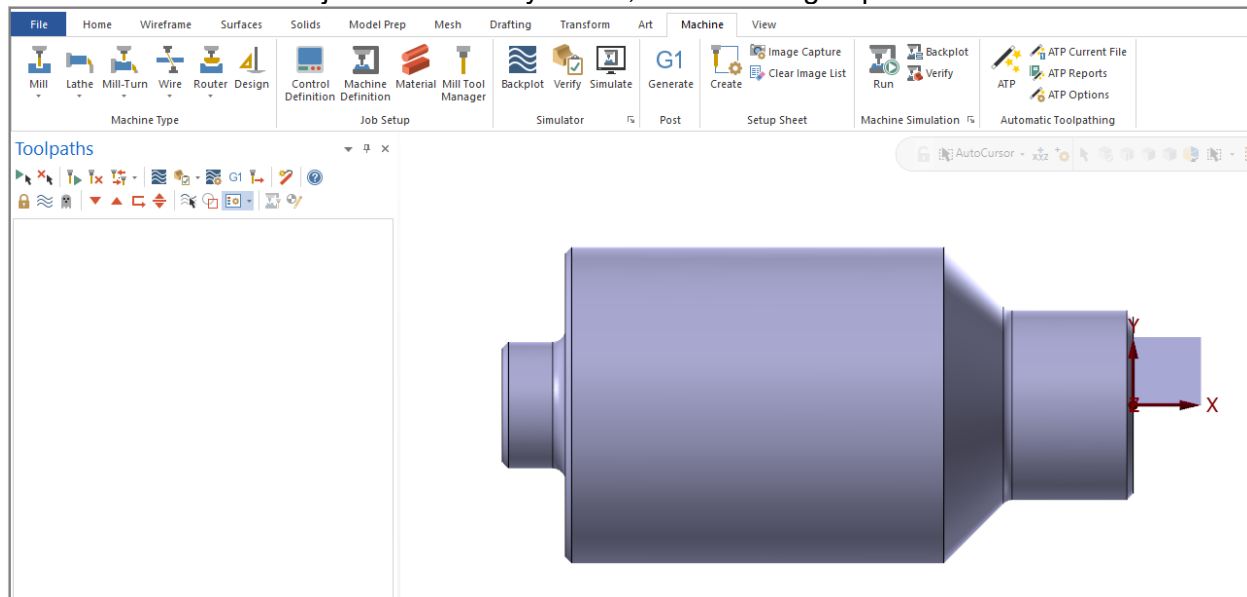 File Home Wireframe Surfaces Solids Model Prep Mesh Drafting Transform Art Machine View
Mill Lathe Mill-Turn Wire Router Design Control Definition Machine Definition Material Mill Tool Manager Backplot Verify Simulate G1 Generate Create Image Capture Clear Image List Run Backplot Verify ATP ATP Current File ATP Reports ATP Options
Machine Type Job Setup Simulator Post Setup Sheet Machine Simulation Automatic Toolpathing
Toolpaths
AutoCursor
G1
Y
Z X